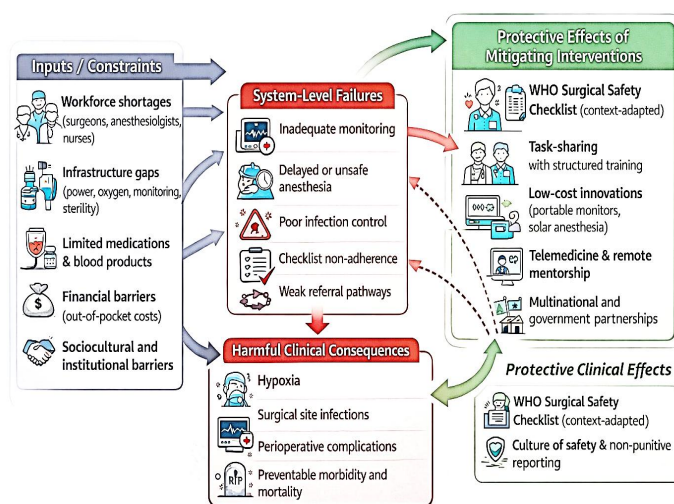 Inputs / Constraints
Workforce shortages
(surgeons, anesthesiolgists,
nurses)
Infrastructure gaps
(power, oxygen, monitoring,
sterility)
Limited medications
& blood products
$
Financial barriers
(out-of-pocket costs)
Sociocultural and
institutional barriers
System-Level Failures
Inadequate monitoring
Delayed or unsafe
anesthesia
Poor infection control
Checklist non-adherence
Weak referral pathways
Harmful Clinical Consequences
Hypoxia
Surgical site infections
Perioperative complications
RIP
Preventable morbidity and
mortality
Protective Effects of
Mitigating Interventions
WHO Surgical Safety
Checklist (context-adapted)
Task-sharing
with structured training
Low-cost innovations
(portable monitors,
solar anesthesia)
Telemedicine & remote
mentorship
Multinational and
government partnerships
Protective Clinical Effects
WHO Surgical Safety
Checklist (context-adapted)
Culture of safety & non-punitive
reporting